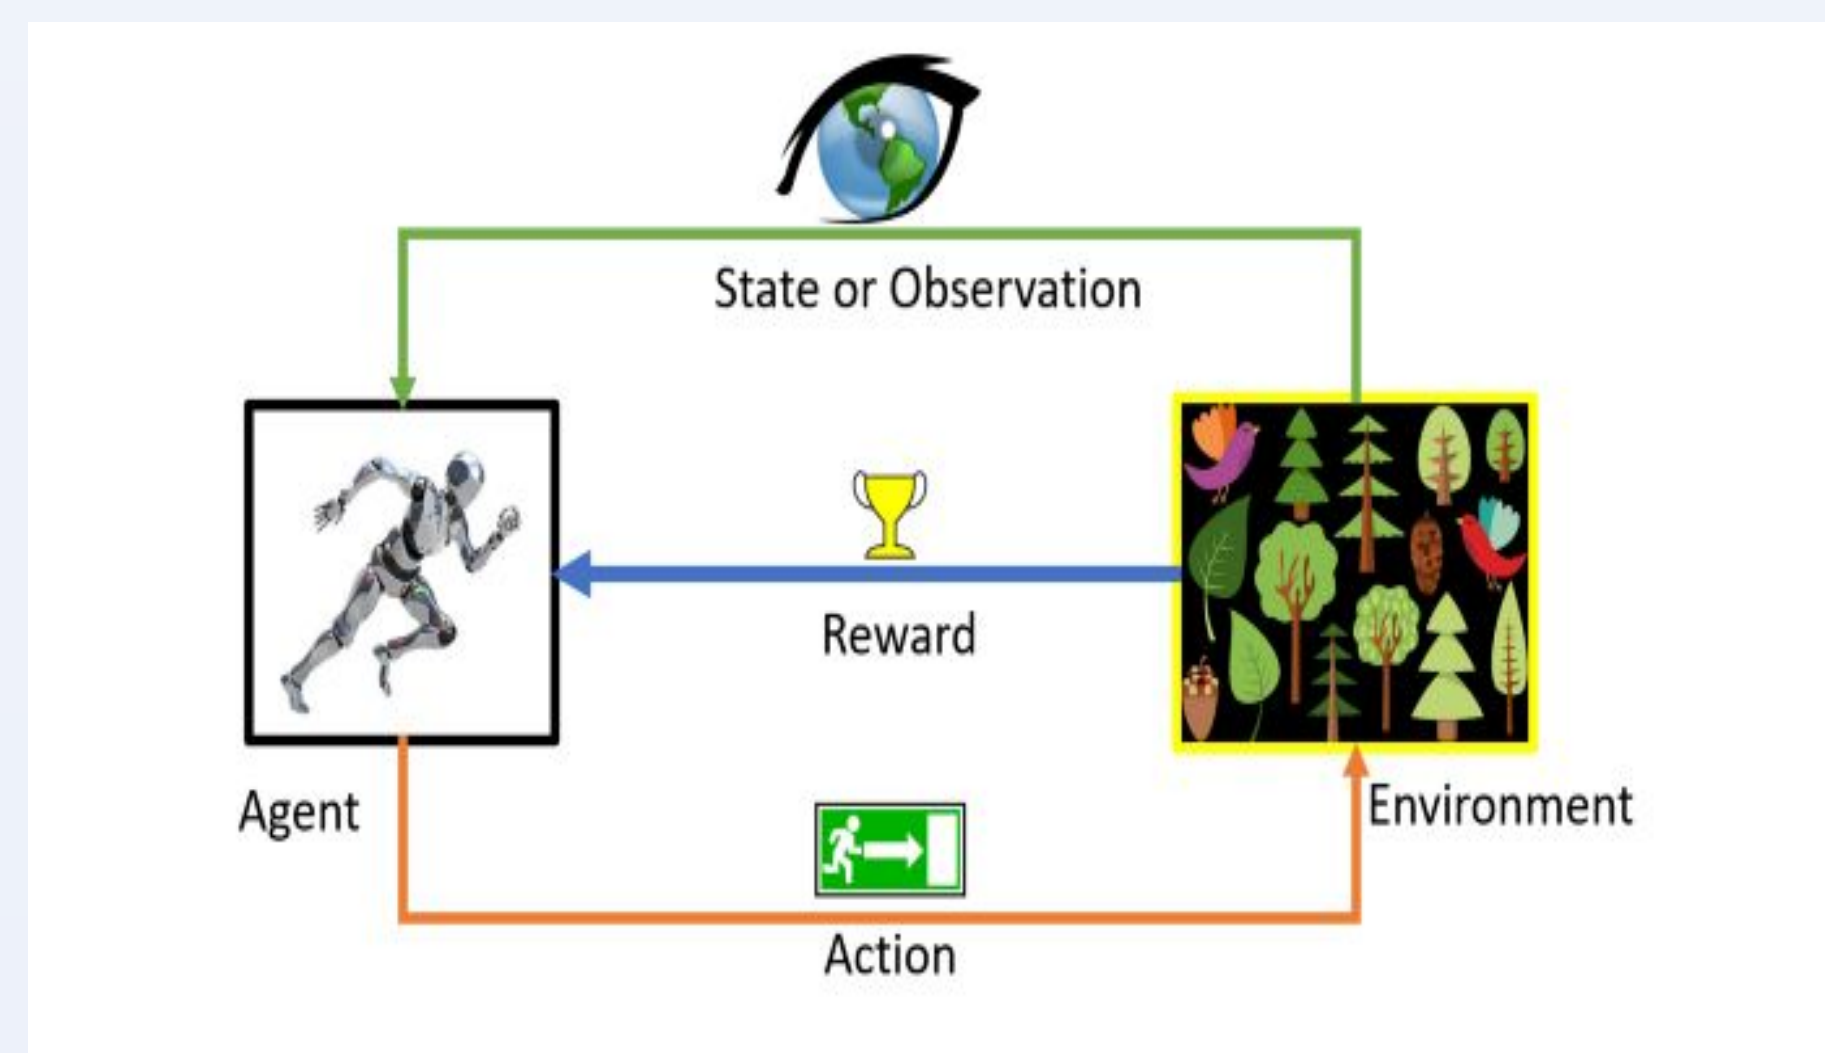 State or Observation
Reward
Agent
Environment
Action